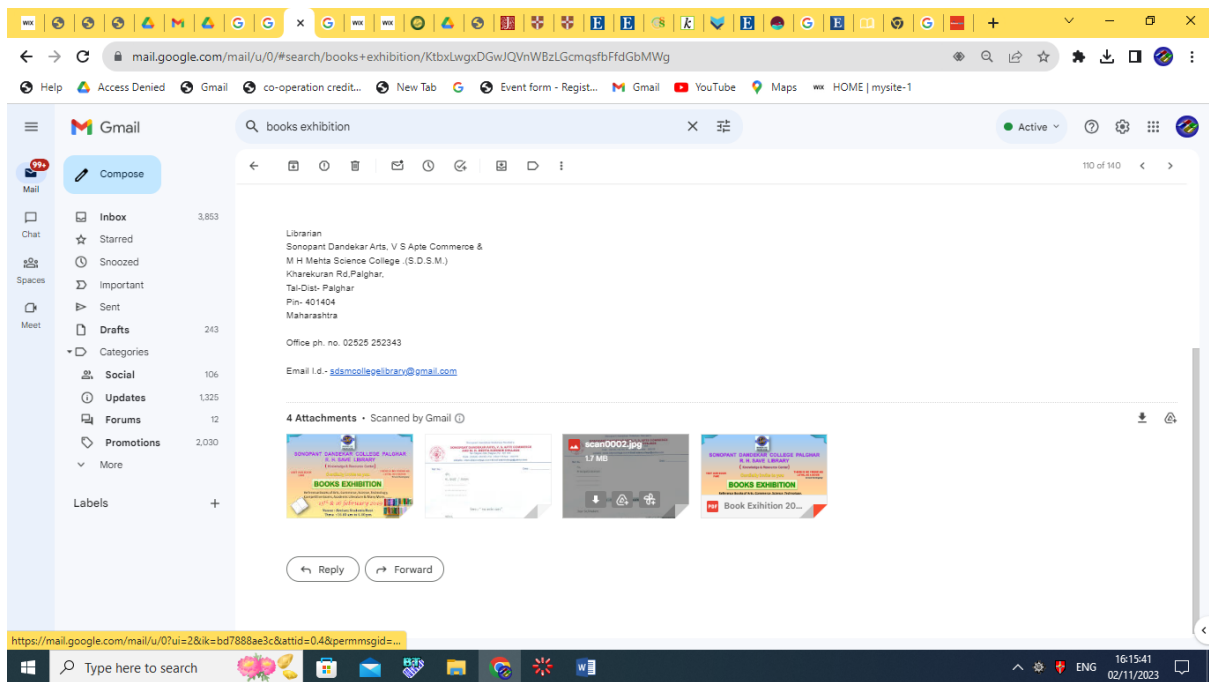 mail.google.com/mail/u/0/#search/books+exhibition/KtbxLwgxDGwJQVnWBzLGcmqsfbFfdGbMWg
Help Access Denied Gmail co-operation credit... New Tab Event form - Regist... Gmail YouTube Maps HOME | mysite-1
Gmail
books exhibition
Active
99+
Mail
Chat
Spaces
Meet
Compose
110 of 140
Inbox 3,853
Starred
Snoozed
Important
Sent
Drafts 243
Categories
Social 106
Updates 1,325
Forums 12
Promotions 2,030
More
Labels
Librarian
Sonopant Dandekar Arts, V S Apte Commerce &
M H Mehta Science College .(S.D.S.M.)
Kharekuran Rd,Palghar,
Tal-Dist- Palghar
Pin- 401404
Maharashtra
Office ph. no. 02525 252343
Email I.d.- sdsmcollegelibrary@gmail.com
4 Attachments • Scanned by Gmail
SONOPANT DANDEKAR COLLEGE PALGHAR
BOOKS EXHIBITION
scan0002.jpg
1.7 MB
SONOPANT DANDEKAR COLLEGE PALGHAR
BOOKS EXHIBITION
PDF Book Exihition 20...
Reply
Forward
https://mail.google.com/mail/u/0?ui=2&ik=bd7888ae3c&attid=0.4&permmsgid=...
Type here to search
ENG
16:15:41
02/11/2023